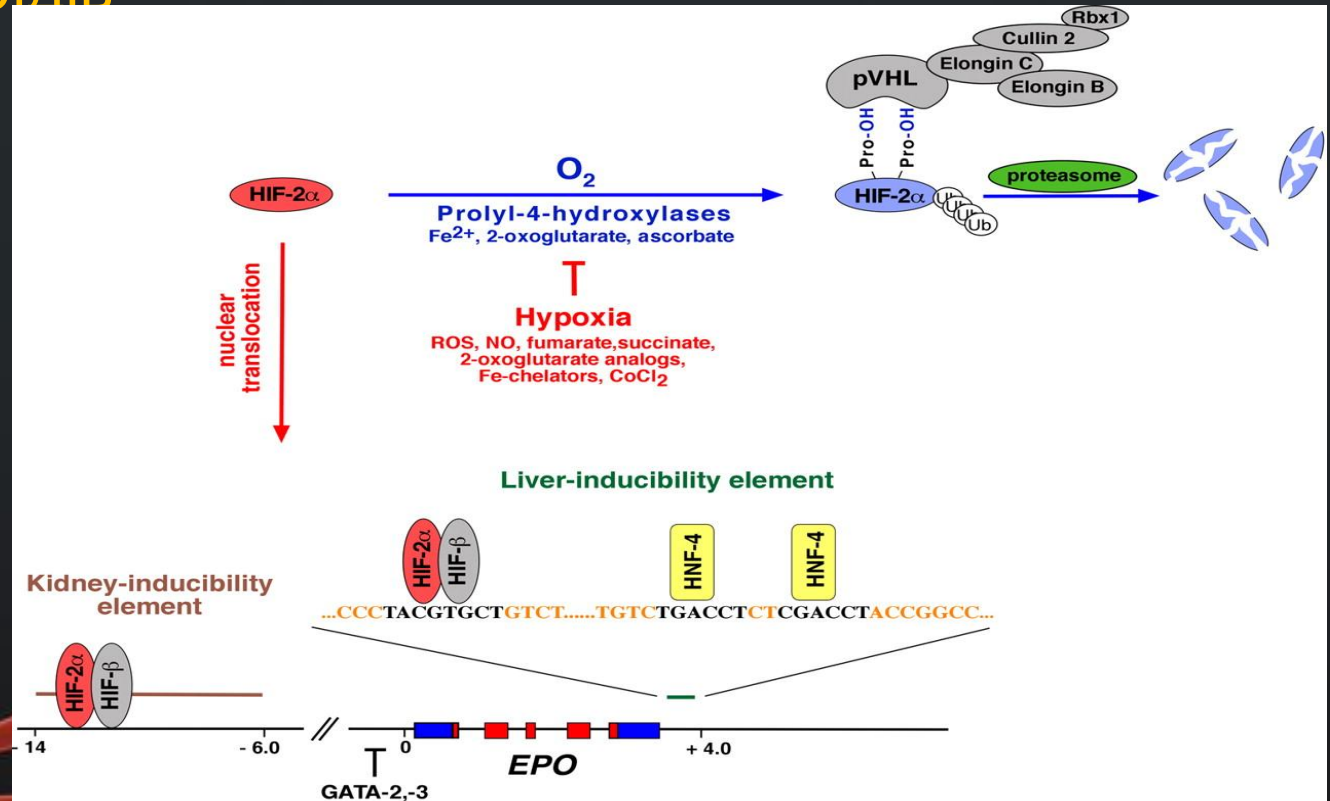 Rbx1
Cullin 2
Elongin C
pVHL
Elongin B
Pro-OH
Pro-OH
O2
proteasome
HIF-2α
HIF-2α
Ub
Prolyl-4-hydroxylases
Fe2+, 2-oxoglutarate, ascorbate
nuclear
translocation
Hypoxia
ROS, NO, fumarate,succinate,
2-oxoglutarate analogs,
Fe-chelators, CoCl2
Liver-inducibility element
HIF-2α
HIF-β
HNF-4
HNF-4
Kidney-inducibility
element
...CCCTACGTGCTGTCT......TGTCTGACCTCTCGACCTACCGGCC...
HIF-2α
HIF-β
- 14
- 6.0
0
+ 4.0
EPO
GATA-2,-3